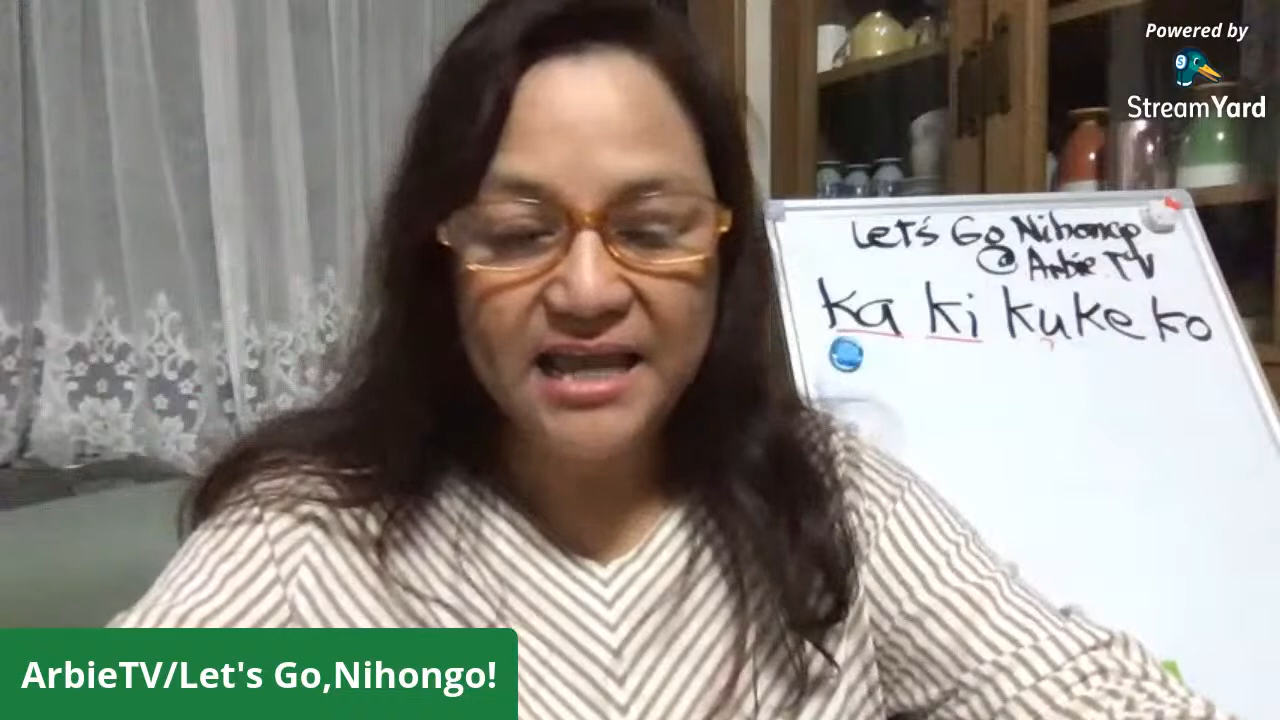 Powered by
StreamYard
Let's Go Nihongo
@ Arbie TV
ka ki ku ke ko
ArbieTV/Let's Go,Nihongo!